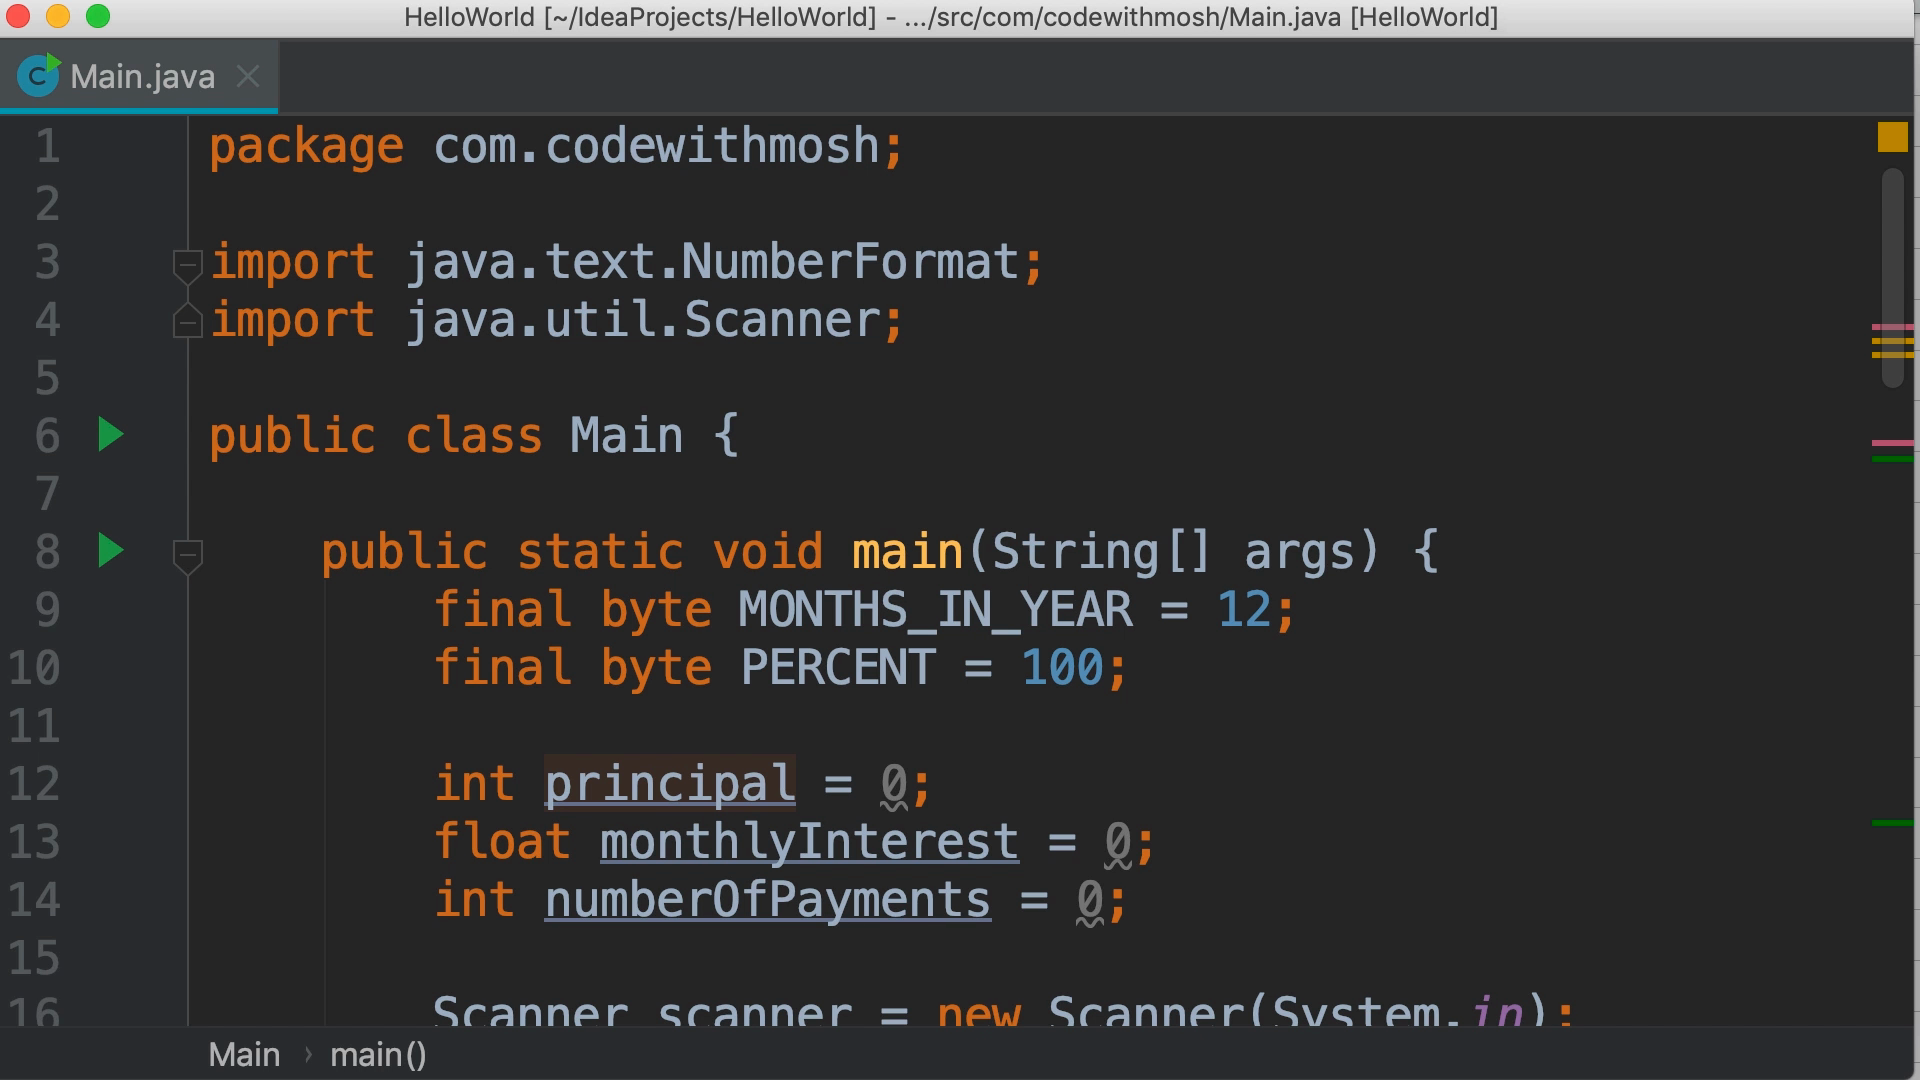 HelloWorld [~/IdeaProjects/HelloWorld] - .../src/com/codewithmosh/Main.java [HelloWorld]
C Main.java
1 package com.codewithmosh;
2
3 import java.text.NumberFormat;
4 import java.util.Scanner;
5
6 public class Main {
7
8 public static void main(String[] args) {
9 final byte MONTHS_IN_YEAR = 12;
10 final byte PERCENT = 100;
11
12 int principal = 0;
13 float monthlyInterest = 0;
14 int numberOfPayments = 0;
15
16 Scanner scanner = new Scanner(System.in);
Main › main()